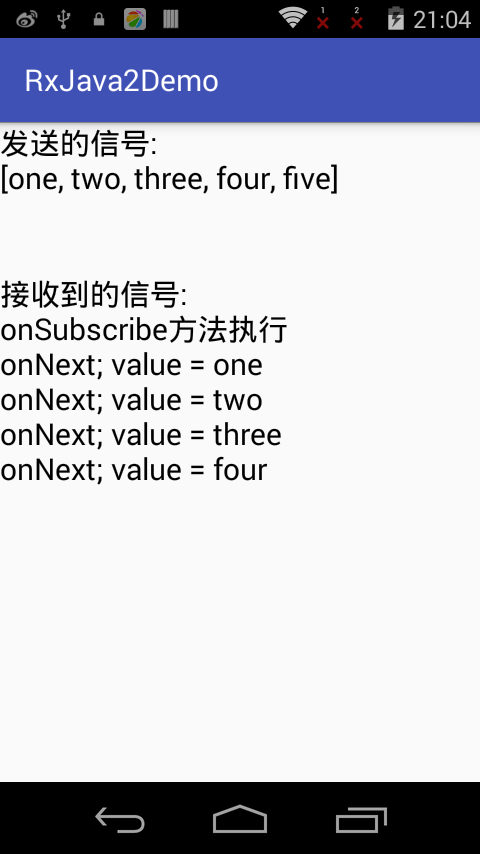 1
2
21:04
RxJava2Demo
发送的信号:
[one, two, three, four, five]
接收到的信号:
onSubscribe方法执行
onNext; value = one
onNext; value = two
onNext; value = three
onNext; value = four